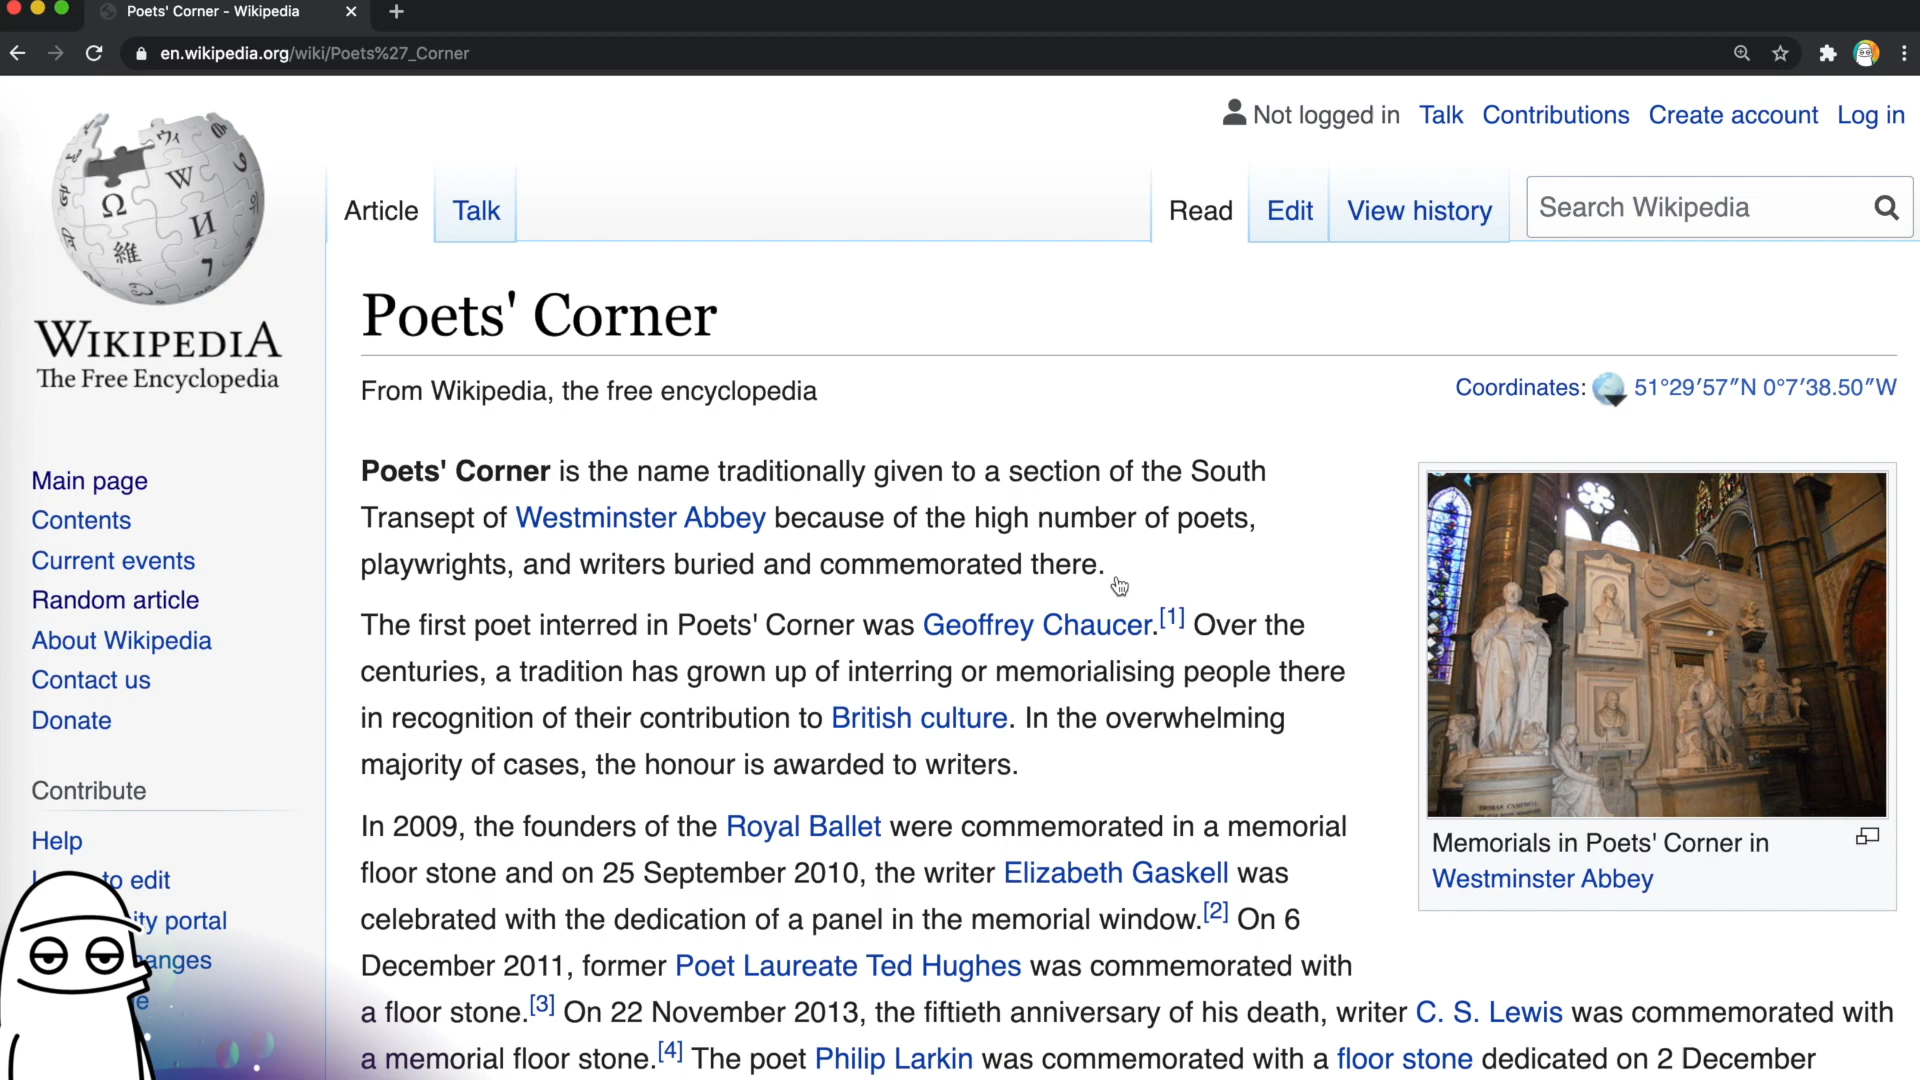 Poets' Corner - Wikipedia
en.wikipedia.org/wiki/Poets%27_Corner
Not logged in Talk Contributions Create account Log in
Article Talk Read Edit View history Search Wikipedia
WIKIPEDIA
The Free Encyclopedia
Main page
Contents
Current events
Random article
About Wikipedia
Contact us
Donate
Contribute
Help
to edit
portal
Poets' Corner
From Wikipedia, the free encyclopedia
Coordinates: 51°29′57″N 0°7′38.50″W
Poets' Corner is the name traditionally given to a section of the South
Transept of Westminster Abbey because of the high number of poets,
playwrights, and writers buried and commemorated there.
The first poet interred in Poets' Corner was Geoffrey Chaucer.[1] Over the
centuries, a tradition has grown up of interring or memorialising people there
in recognition of their contribution to British culture. In the overwhelming
majority of cases, the honour is awarded to writers.
In 2009, the founders of the Royal Ballet were commemorated in a memorial
floor stone and on 25 September 2010, the writer Elizabeth Gaskell was
celebrated with the dedication of a panel in the memorial window.[2] On 6
December 2011, former Poet Laureate Ted Hughes was commemorated with
a floor stone.[3] On 22 November 2013, the fiftieth anniversary of his death, writer C. S. Lewis was commemorated with
a memorial floor stone.[4] The poet Philip Larkin was commemorated with a floor stone dedicated on 2 December
Memorials in Poets' Corner in
Westminster Abbey